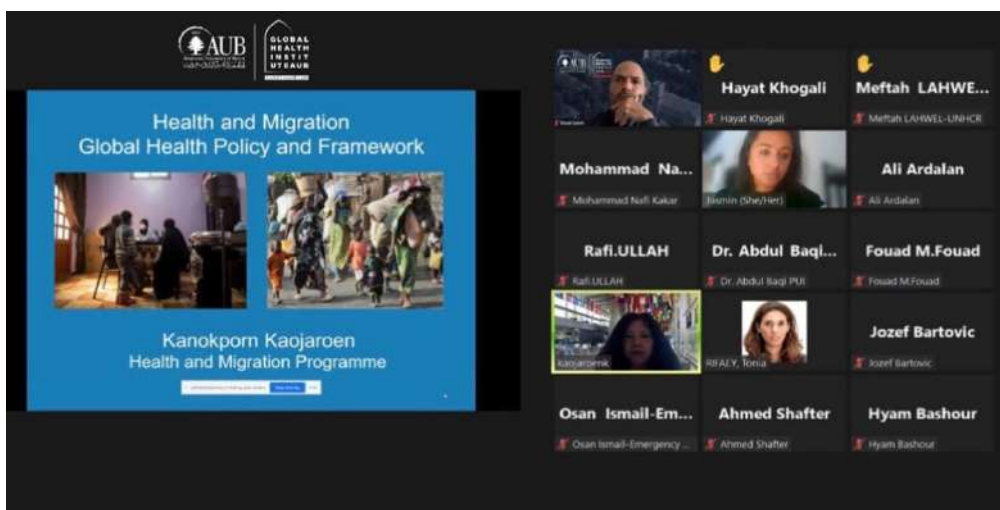 AUB
GLOBAL
HEALTH
INSTIT
UTEAUB
Health and Migration
Global Health Policy and Framework
Kanokporn Kaojaroen
Health and Migration Programme
Hayat Khogali
Hayat Khogali
Meftah LAHWE...
Meftah LAHWEL-UNHCR
Mohammad Na...
Mohammad Nafi Kakar
Yasmin (She/Her)
Ali Ardalan
Ali Ardalan
Rafi.ULLAH
Rafi.ULLAH
Dr. Abdul Baqi...
Dr. Abdul Baqi PUI
Fouad M.Fouad
Fouad M.Fouad
kaojaroenk
RIFALY, Tonia
Jozef Bartovic
Jozef Bartovic
Osan Ismail-Em...
Osan Ismail-Emergency...
Ahmed Shafter
Ahmed Shafter
Hyam Bashour
Hyam Bashour